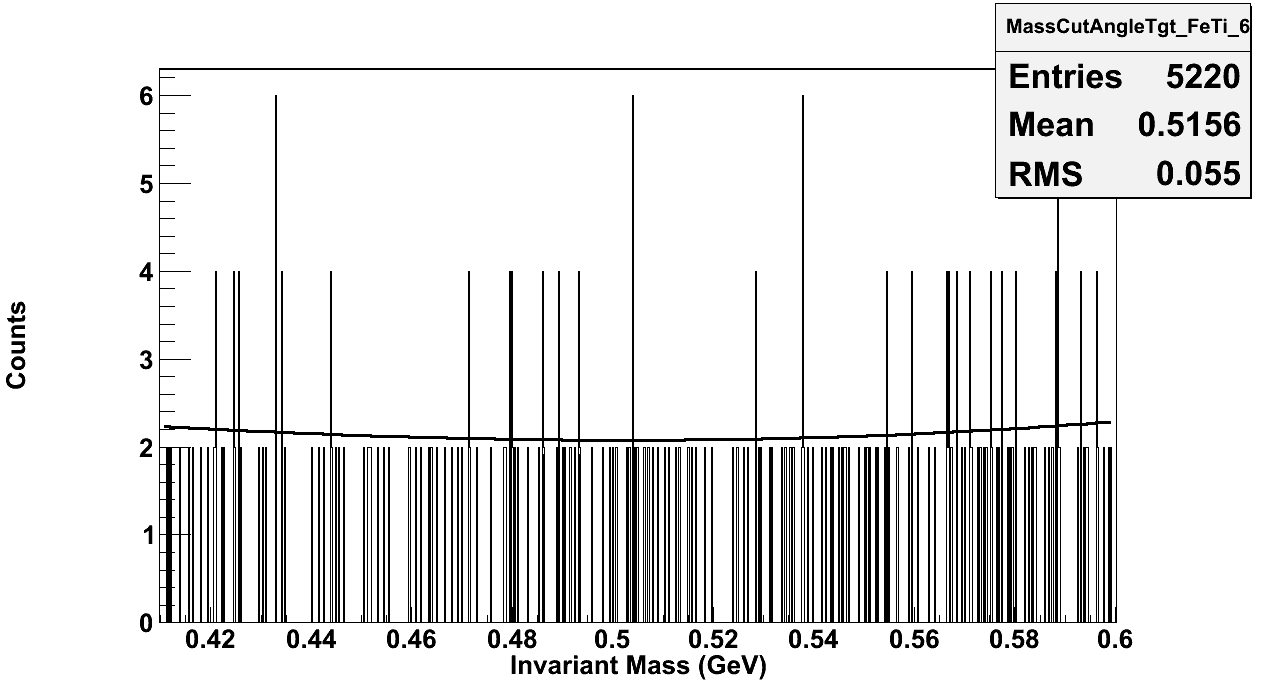 MassCutAngleTgt_FeTi_6
Entries 5220
Mean 0.5156
RMS 0.055
6
5
4
3
2
1
0
Counts
0.42 0.44 0.46 0.48 0.5 0.52 0.54 0.56 0.58 0.6
Invariant Mass (GeV)